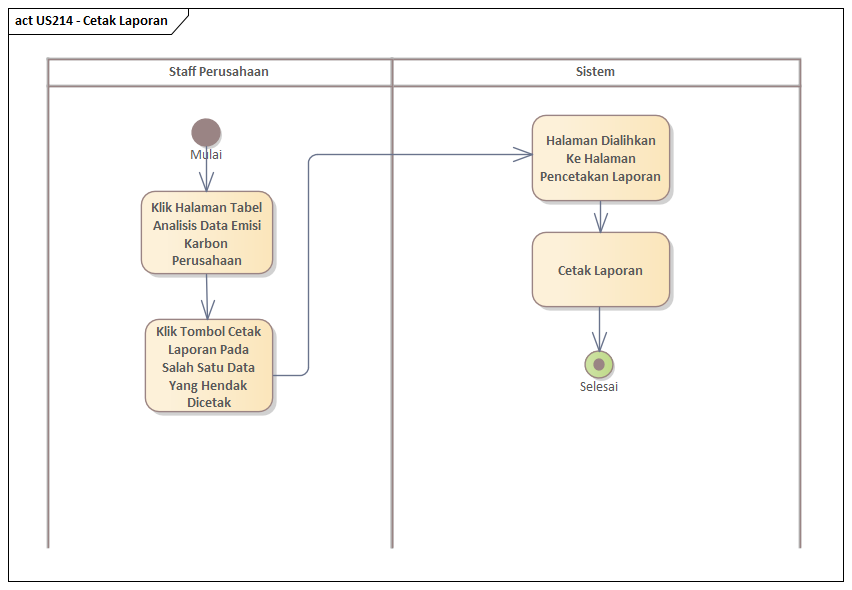 act US214 - Cetak Laporan
Staff Perusahaan
Sistem
Mulai
Klik Halaman Tabel
Analisis Data Emisi
Karbon
Perusahaan
Klik Tombol Cetak
Laporan Pada
Salah Satu Data
Yang Hendak
Dicetak
Halaman Dialihkan
Ke Halaman
Pencetakan Laporan
Cetak Laporan
Selesai